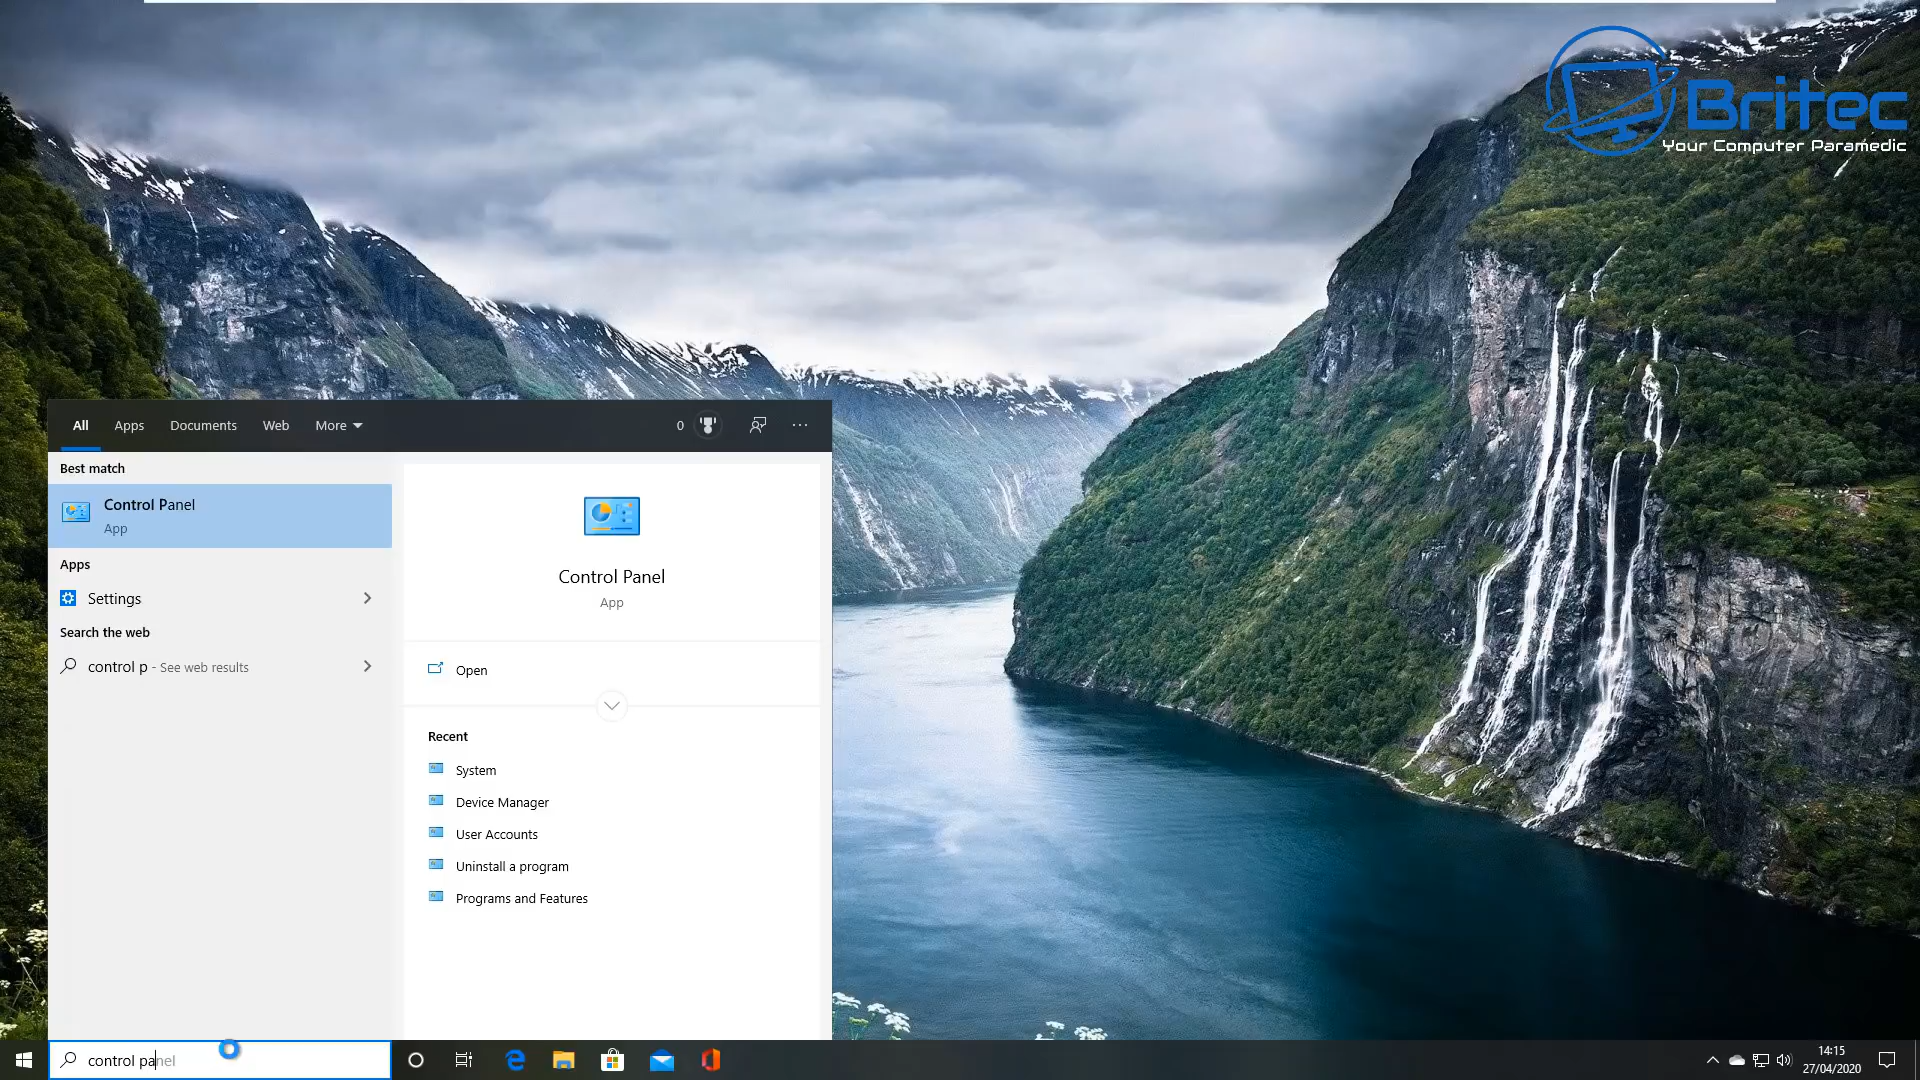 Britec
Your Computer Paramedic
All Apps Documents Web More 0
Best match
Control Panel
App
Apps
Settings
Search the web
control p - See web results
Control Panel
App
Open
Recent
System
Device Manager
User Accounts
Uninstall a program
Programs and Features
control panel
14:15
27/04/2020